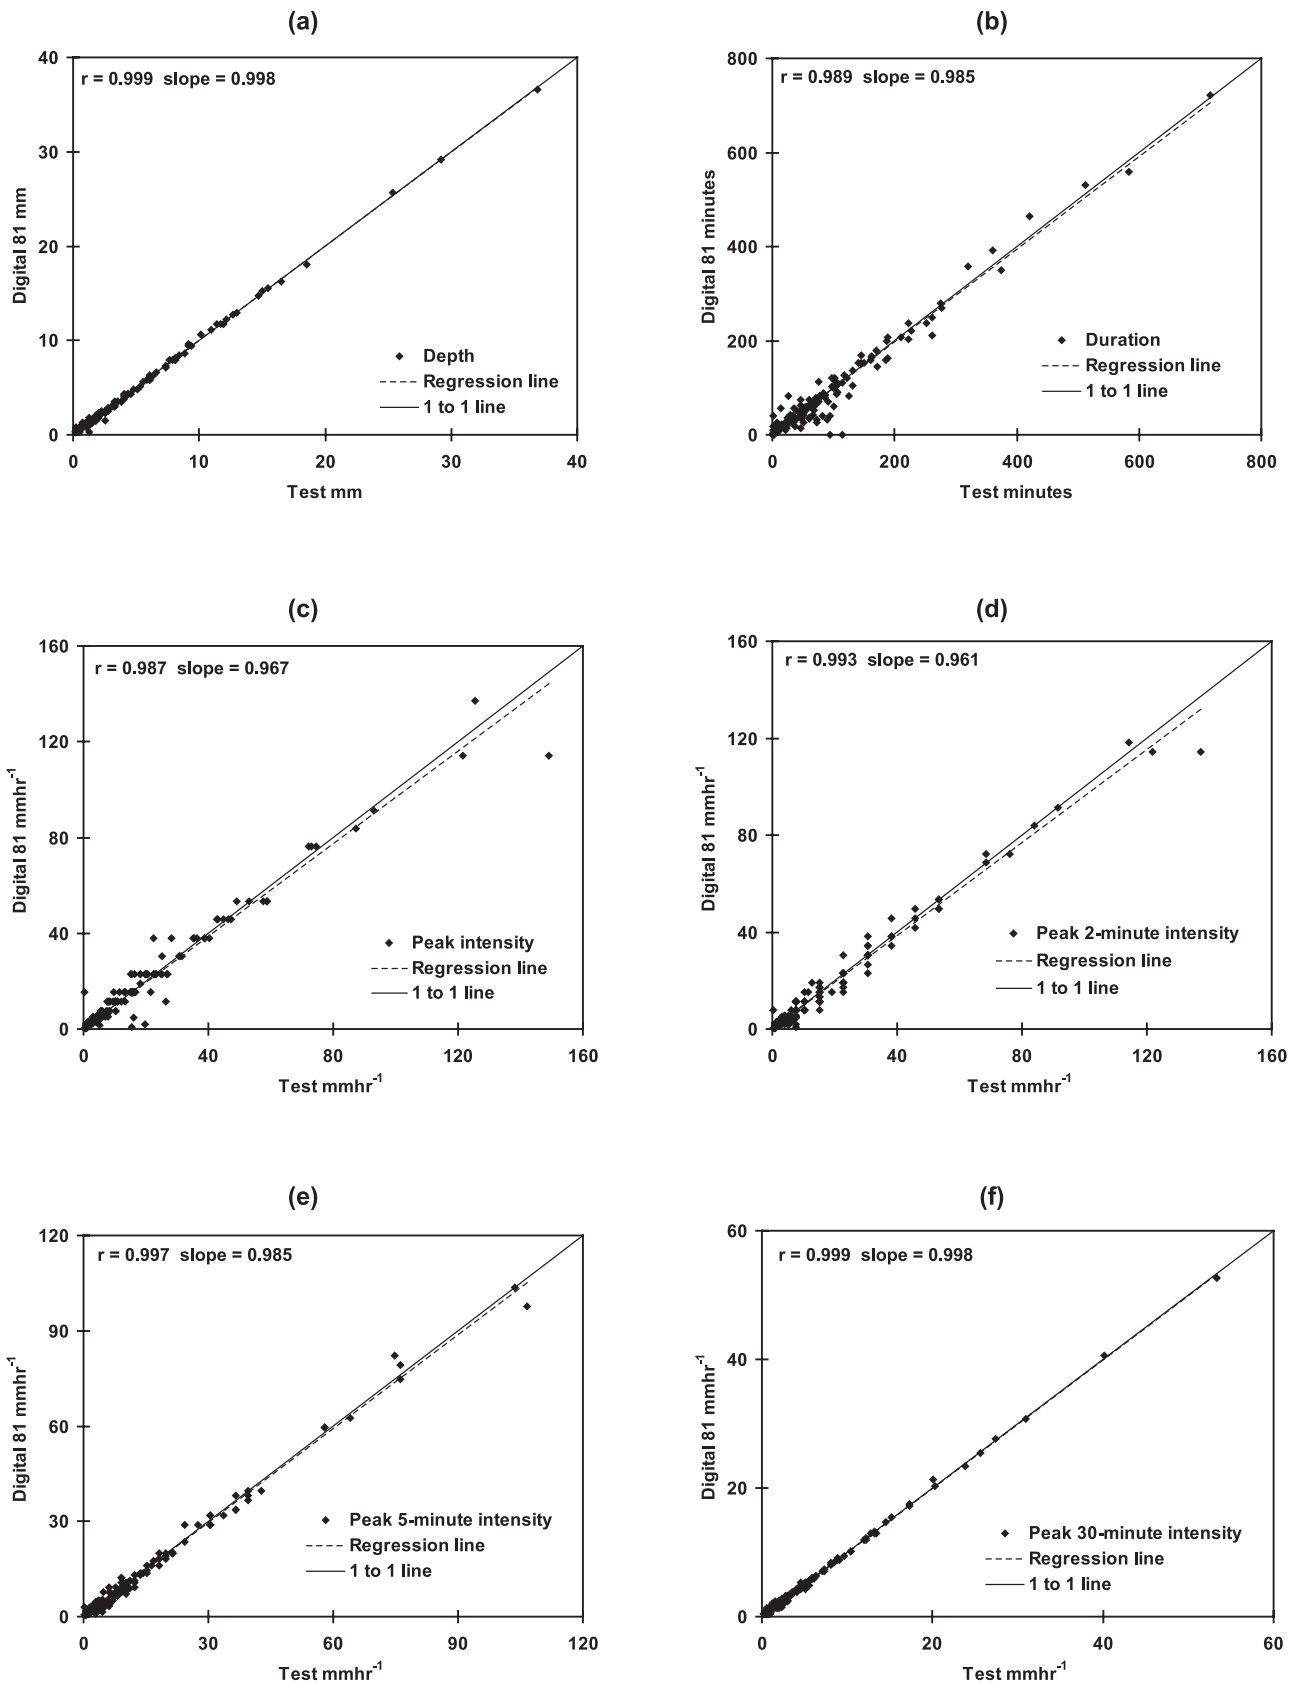 (a)
40
30
20
10
0
0 10 20 30 40
r = 0.999 slope = 0.998
Digital 81 mm
Test mm
Depth
Regression line
1 to 1 line
(b)
800
600
400
200
0
0 200 400 600 800
r = 0.989 slope = 0.985
Digital 81 minutes
Test minutes
Duration
Regression line
1 to 1 line
(c)
160
120
80
40
0
0 40 80 120 160
r = 0.987 slope = 0.967
Digital 81 mmhr⁻¹
Test mmhr⁻¹
Peak intensity
Regression line
1 to 1 line
(d)
160
120
80
40
0
0 40 80 120 160
r = 0.993 slope = 0.961
Digital 81 mmhr⁻¹
Test mmhr⁻¹
Peak 2-minute intensity
Regression line
1 to 1 line
(e)
120
90
60
30
0
0 30 60 90 120
r = 0.997 slope = 0.985
Digital 81 mmhr⁻¹
Test mmhr⁻¹
Peak 5-minute intensity
Regression line
1 to 1 line
(f)
60
40
20
0
0 20 40 60
r = 0.999 slope = 0.998
Digital 81 mmhr⁻¹
Test mmhr⁻¹
Peak 30-minute intensity
Regression line
1 to 1 line